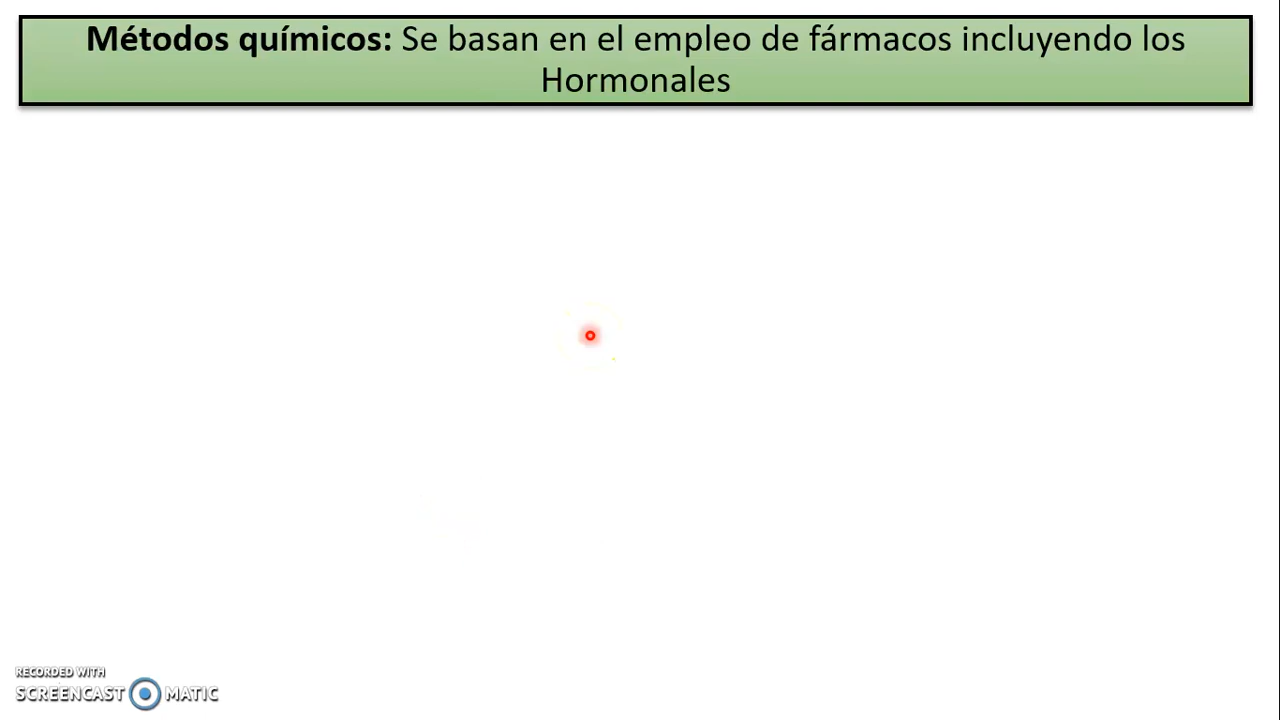 Métodos químicos: Se basan en el empleo de fármacos incluyendo los
Hormonales
RECORDED WITH
SCREENCAST MATIC